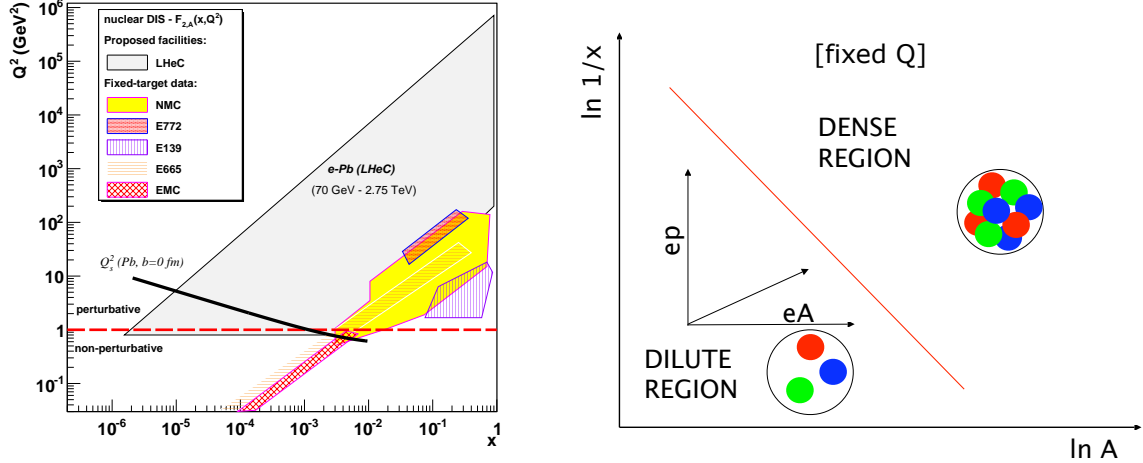 nuclear DIS - F2,A(x,Q²)
Proposed facilities:
LHeC
Fixed-target data:
NMC
E772
E139
E665
EMC
Q² (GeV²)
10⁶
10⁵
10⁴
10³
10²
10
1
10⁻¹
e-Pb (LHeC)
(70 GeV - 2.75 TeV)
Qs² (Pb, b=0 fm)
perturbative
non-perturbative
10⁻⁶
10⁻⁵
10⁻⁴
10⁻³
10⁻²
10⁻¹
1
x
ln 1/x
[fixed Q]
DENSE
REGION
ep
eA
DILUTE
REGION
ln A